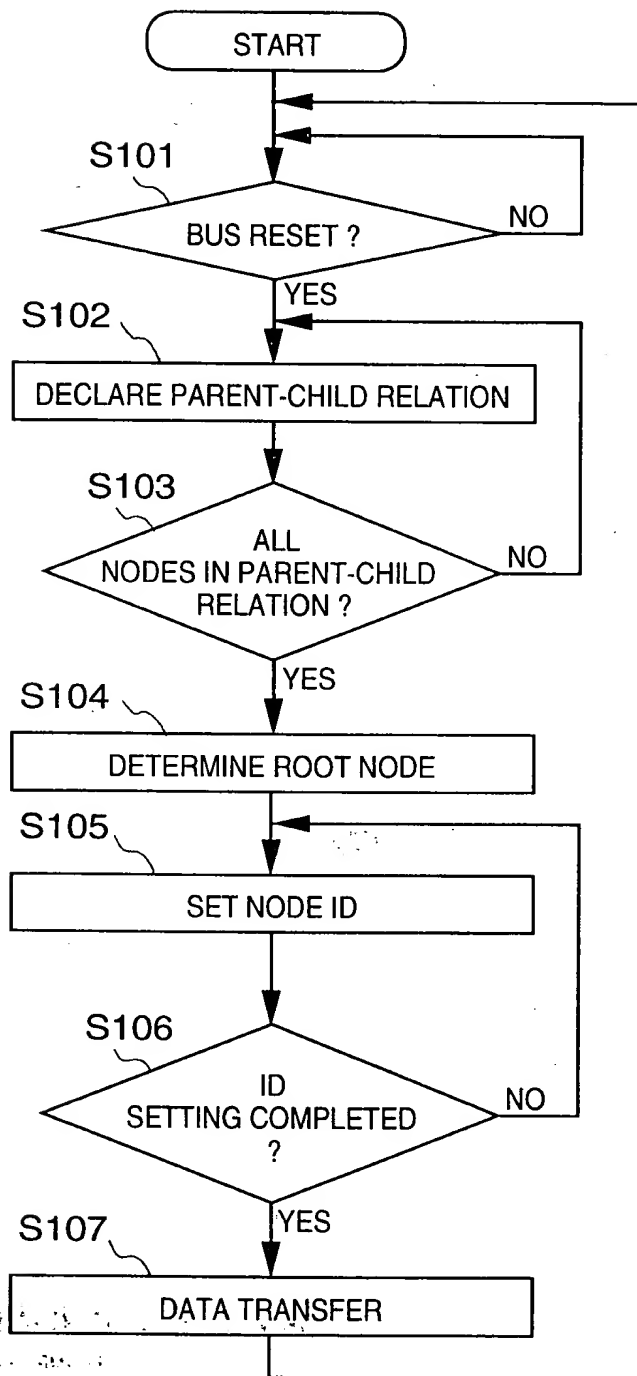 START
S101
BUS RESET ?
NO
YES
S102
DECLARE PARENT-CHILD RELATION
S103
ALL
NODES IN PARENT-CHILD
RELATION ?
NO
YES
S104
DETERMINE ROOT NODE
S105
SET NODE ID
S106
ID
SETTING COMPLETED
?
NO
YES
S107
DATA TRANSFER